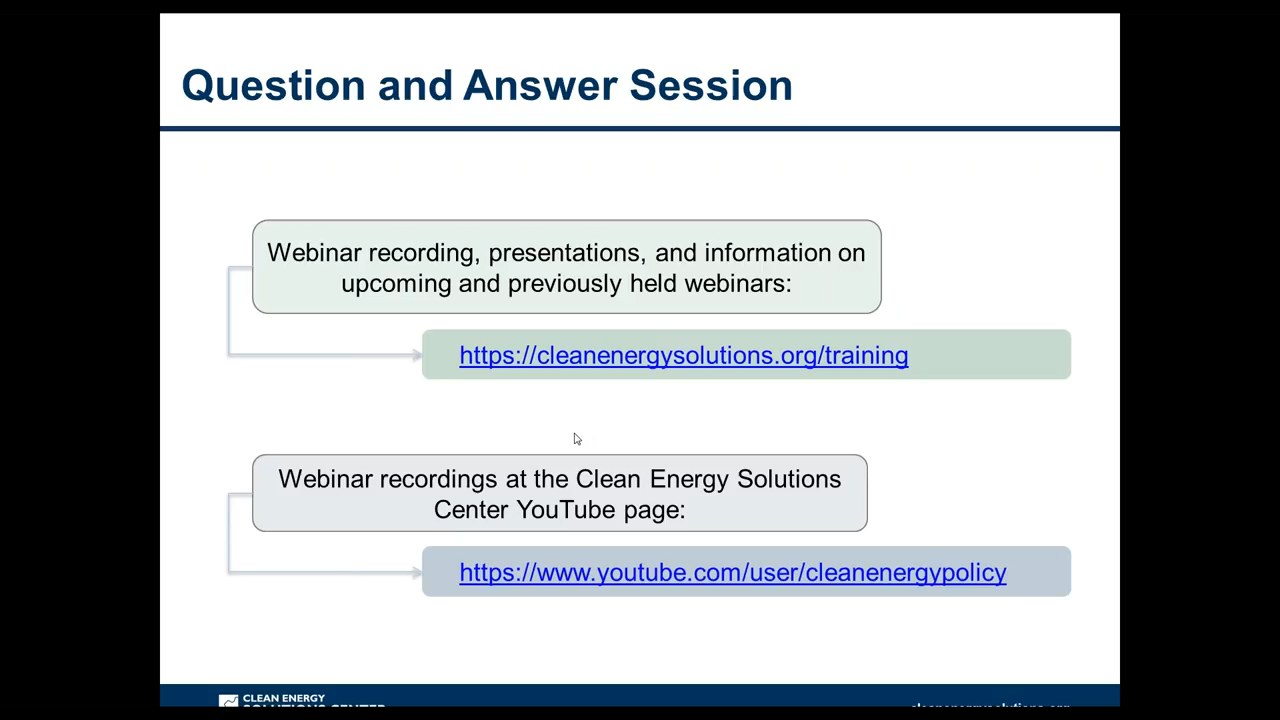 Question and Answer Session
Webinar recording, presentations, and information on
upcoming and previously held webinars:
https://cleanenergysolutions.org/training
Webinar recordings at the Clean Energy Solutions
Center YouTube page:
https://www.youtube.com/user/cleanenergypolicy
CLEAN ENERGY
SOLUTIONS CENTER
cleanenergysolutions.org